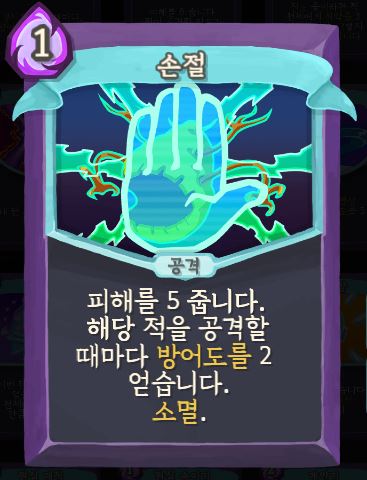 1
손절
공격
피해를 5 줍니다.
해당 적을 공격할
때마다 방어도를 2
얻습니다.
소멸.